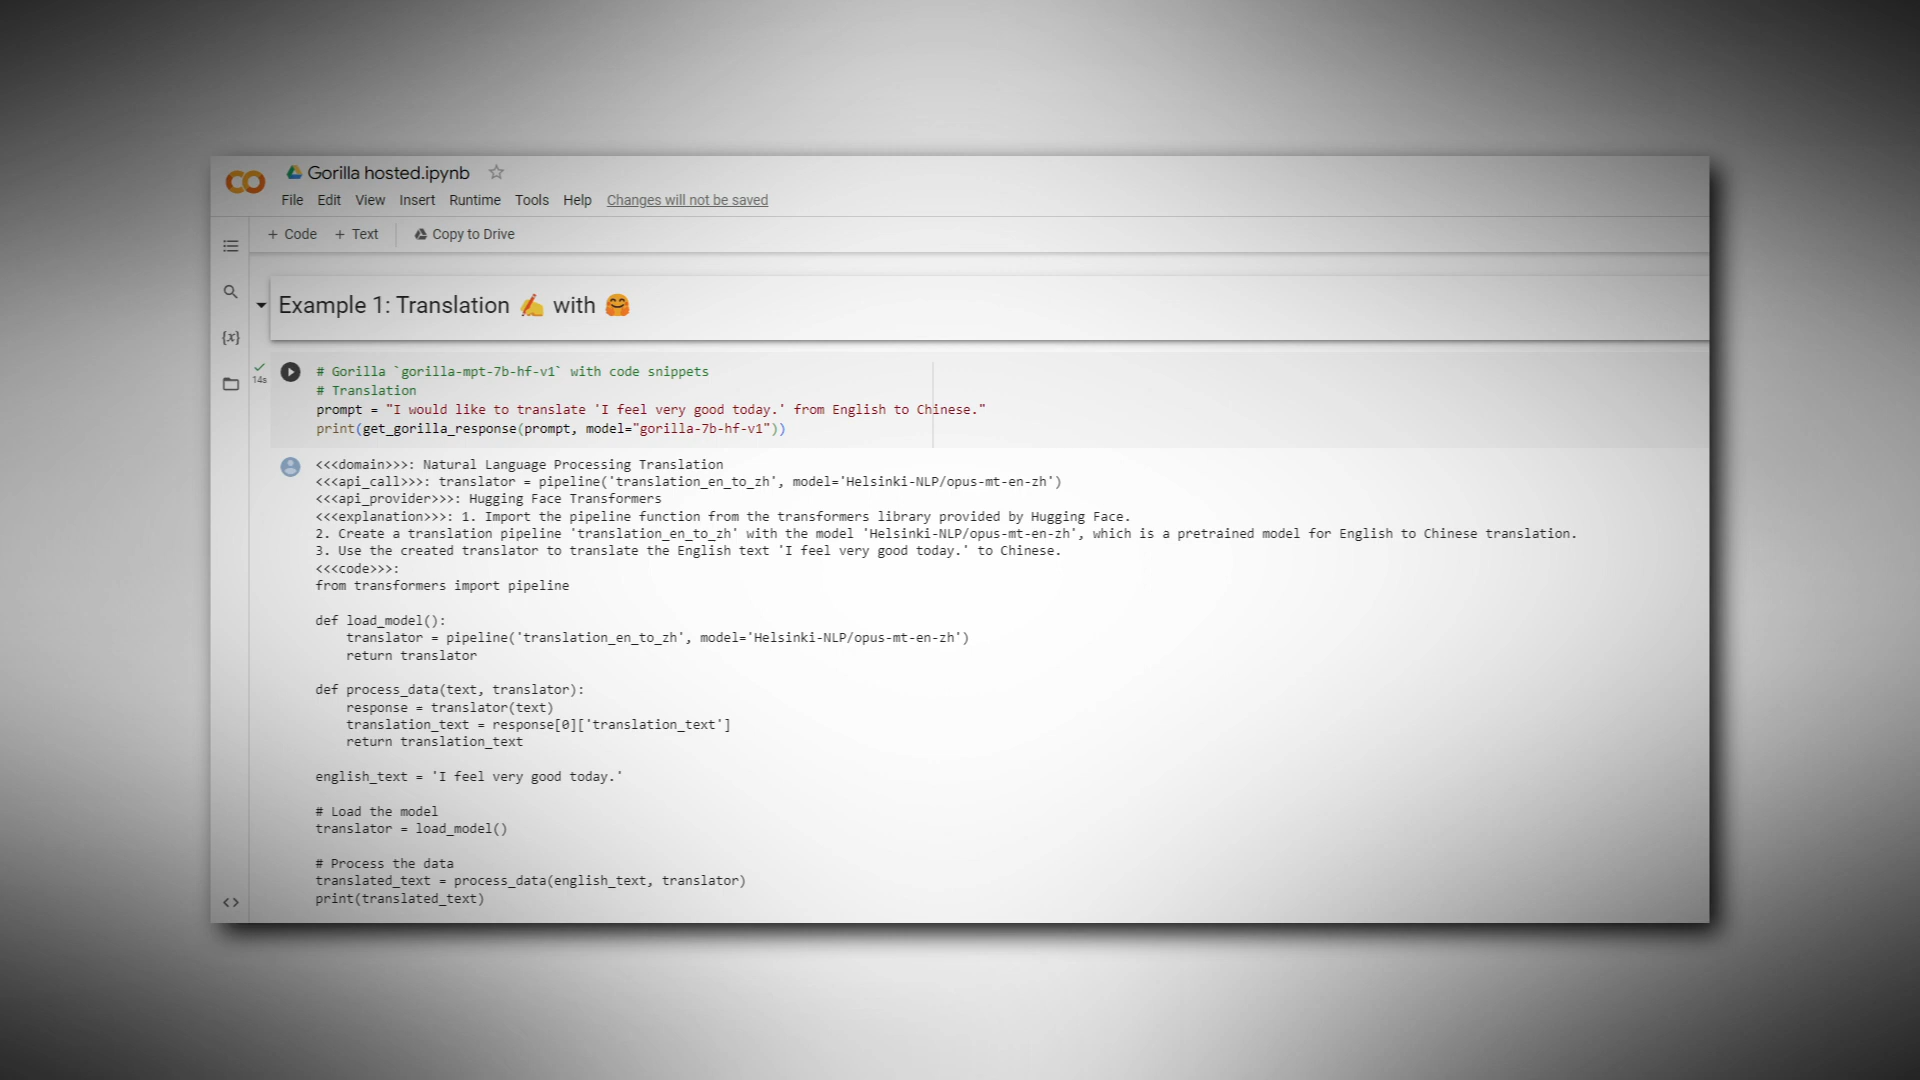 Gorilla hosted.ipynb
File Edit View Insert Runtime Tools Help Changes will not be saved
+ Code + Text Copy to Drive
Example 1: Translation ✍ with 🤗
{x}
14s
# Gorilla `gorilla-mpt-7b-hf-v1` with code snippets
# Translation
prompt = "I would like to translate 'I feel very good today.' from English to Chinese."
print(get_gorilla_response(prompt, model="gorilla-7b-hf-v1"))
<<<domain>>>: Natural Language Processing Translation
<<<api_call>>>: translator = pipeline('translation_en_to_zh', model='Helsinki-NLP/opus-mt-en-zh')
<<<api_provider>>>: Hugging Face Transformers
<<<explanation>>>: 1. Import the pipeline function from the transformers library provided by Hugging Face.
2. Create a translation pipeline 'translation_en_to_zh' with the model 'Helsinki-NLP/opus-mt-en-zh', which is a pretrained model for English to Chinese translation.
3. Use the created translator to translate the English text 'I feel very good today.' to Chinese.
<<<code>>>:
from transformers import pipeline
def load_model():
    translator = pipeline('translation_en_to_zh', model='Helsinki-NLP/opus-mt-en-zh')
    return translator
def process_data(text, translator):
    response = translator(text)
    translation_text = response[0]['translation_text']
    return translation_text
english_text = 'I feel very good today.'
# Load the model
translator = load_model()
# Process the data
translated_text = process_data(english_text, translator)
print(translated_text)